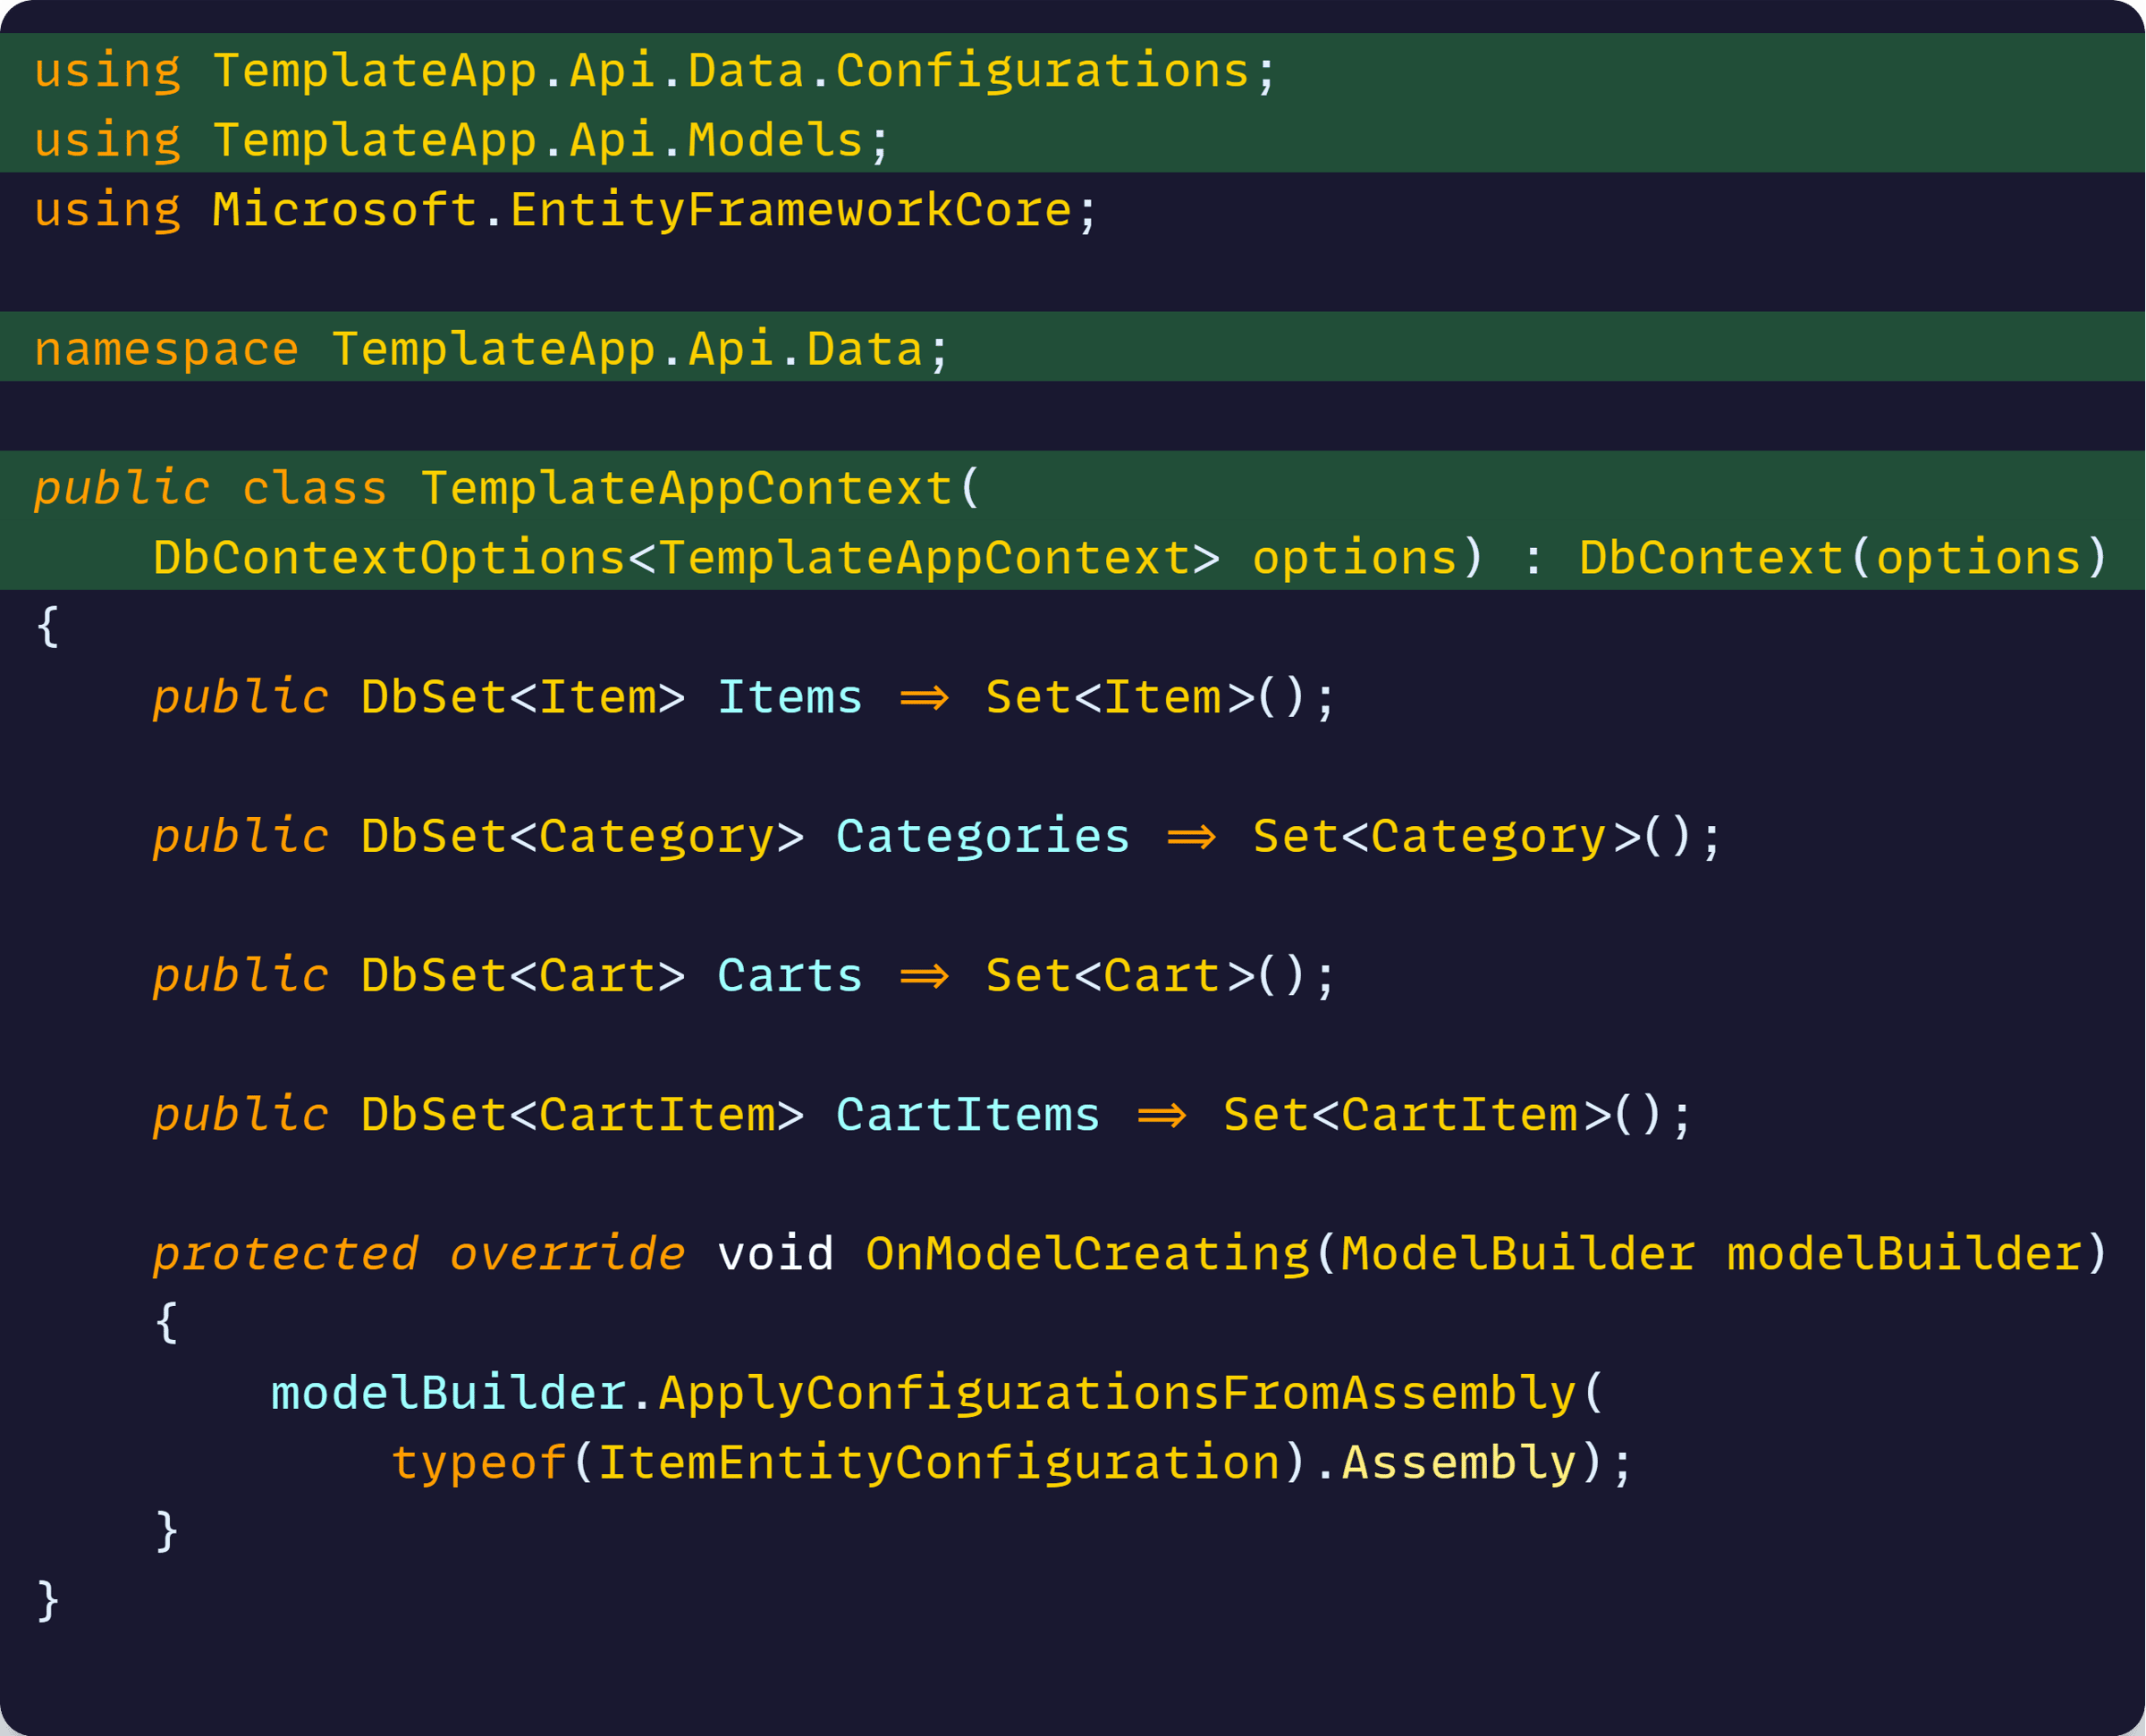 using TemplateApp.Api.Data.Configurations;
using TemplateApp.Api.Models;
using Microsoft.EntityFrameworkCore;

namespace TemplateApp.Api.Data;

public class TemplateAppContext(
    DbContextOptions<TemplateAppContext> options) : DbContext(options)
{
    public DbSet<Item> Items => Set<Item>();

    public DbSet<Category> Categories => Set<Category>();

    public DbSet<Cart> Carts => Set<Cart>();

    public DbSet<CartItem> CartItems => Set<CartItem>();

    protected override void OnModelCreating(ModelBuilder modelBuilder)
    {
        modelBuilder.ApplyConfigurationsFromAssembly(
            typeof(ItemEntityConfiguration).Assembly);
    }
}